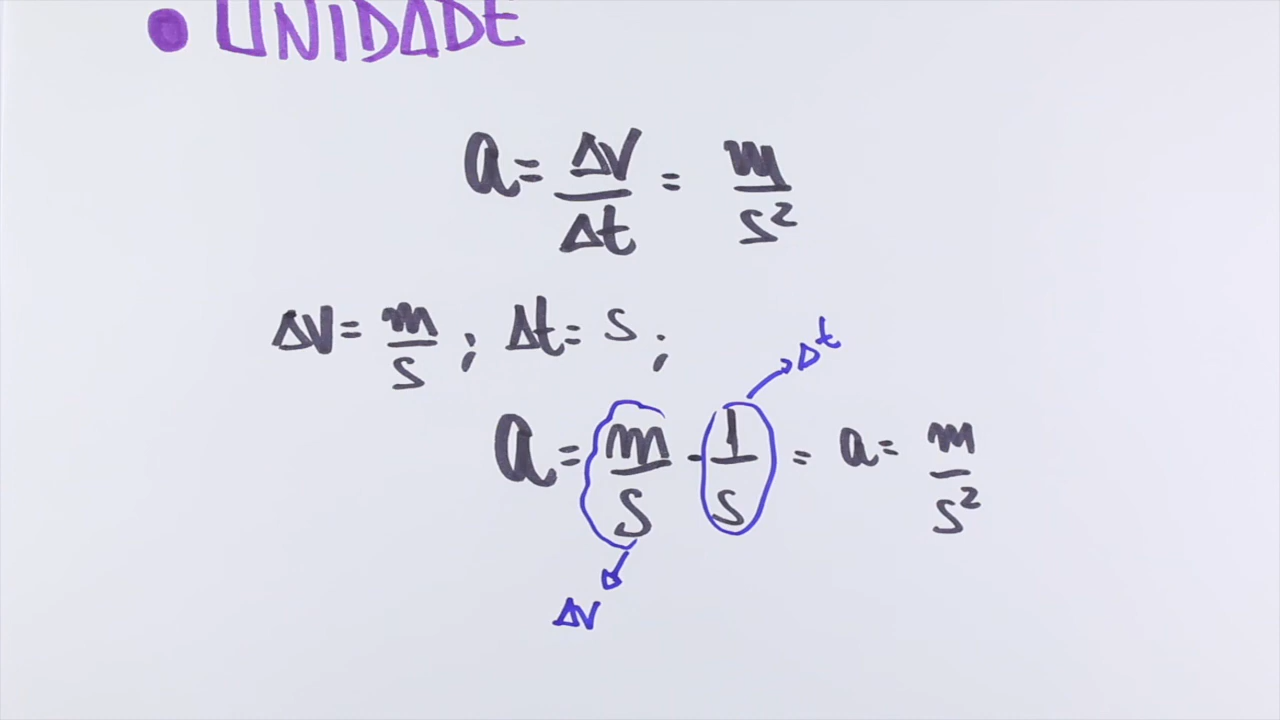 • UNIDADE
a = ΔV/Δt = m/s²
ΔV = m/s ; Δt = s ;
Δt
a = m/s · 1/s = a = m/s²
ΔV